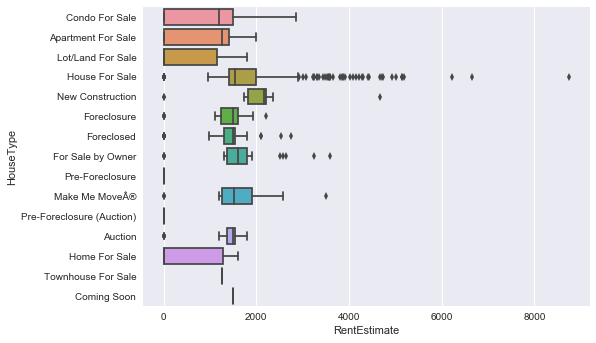 Condo For Sale
Apartment For Sale
Lot/Land For Sale
House For Sale
New Construction
Foreclosure
Foreclosed
For Sale by Owner
Pre-Foreclosure
Make Me MoveÅ®
Pre-Foreclosure (Auction)
Auction
Home For Sale
Townhouse For Sale
Coming Soon
HouseType
0 2000 4000 6000 8000
RentEstimate